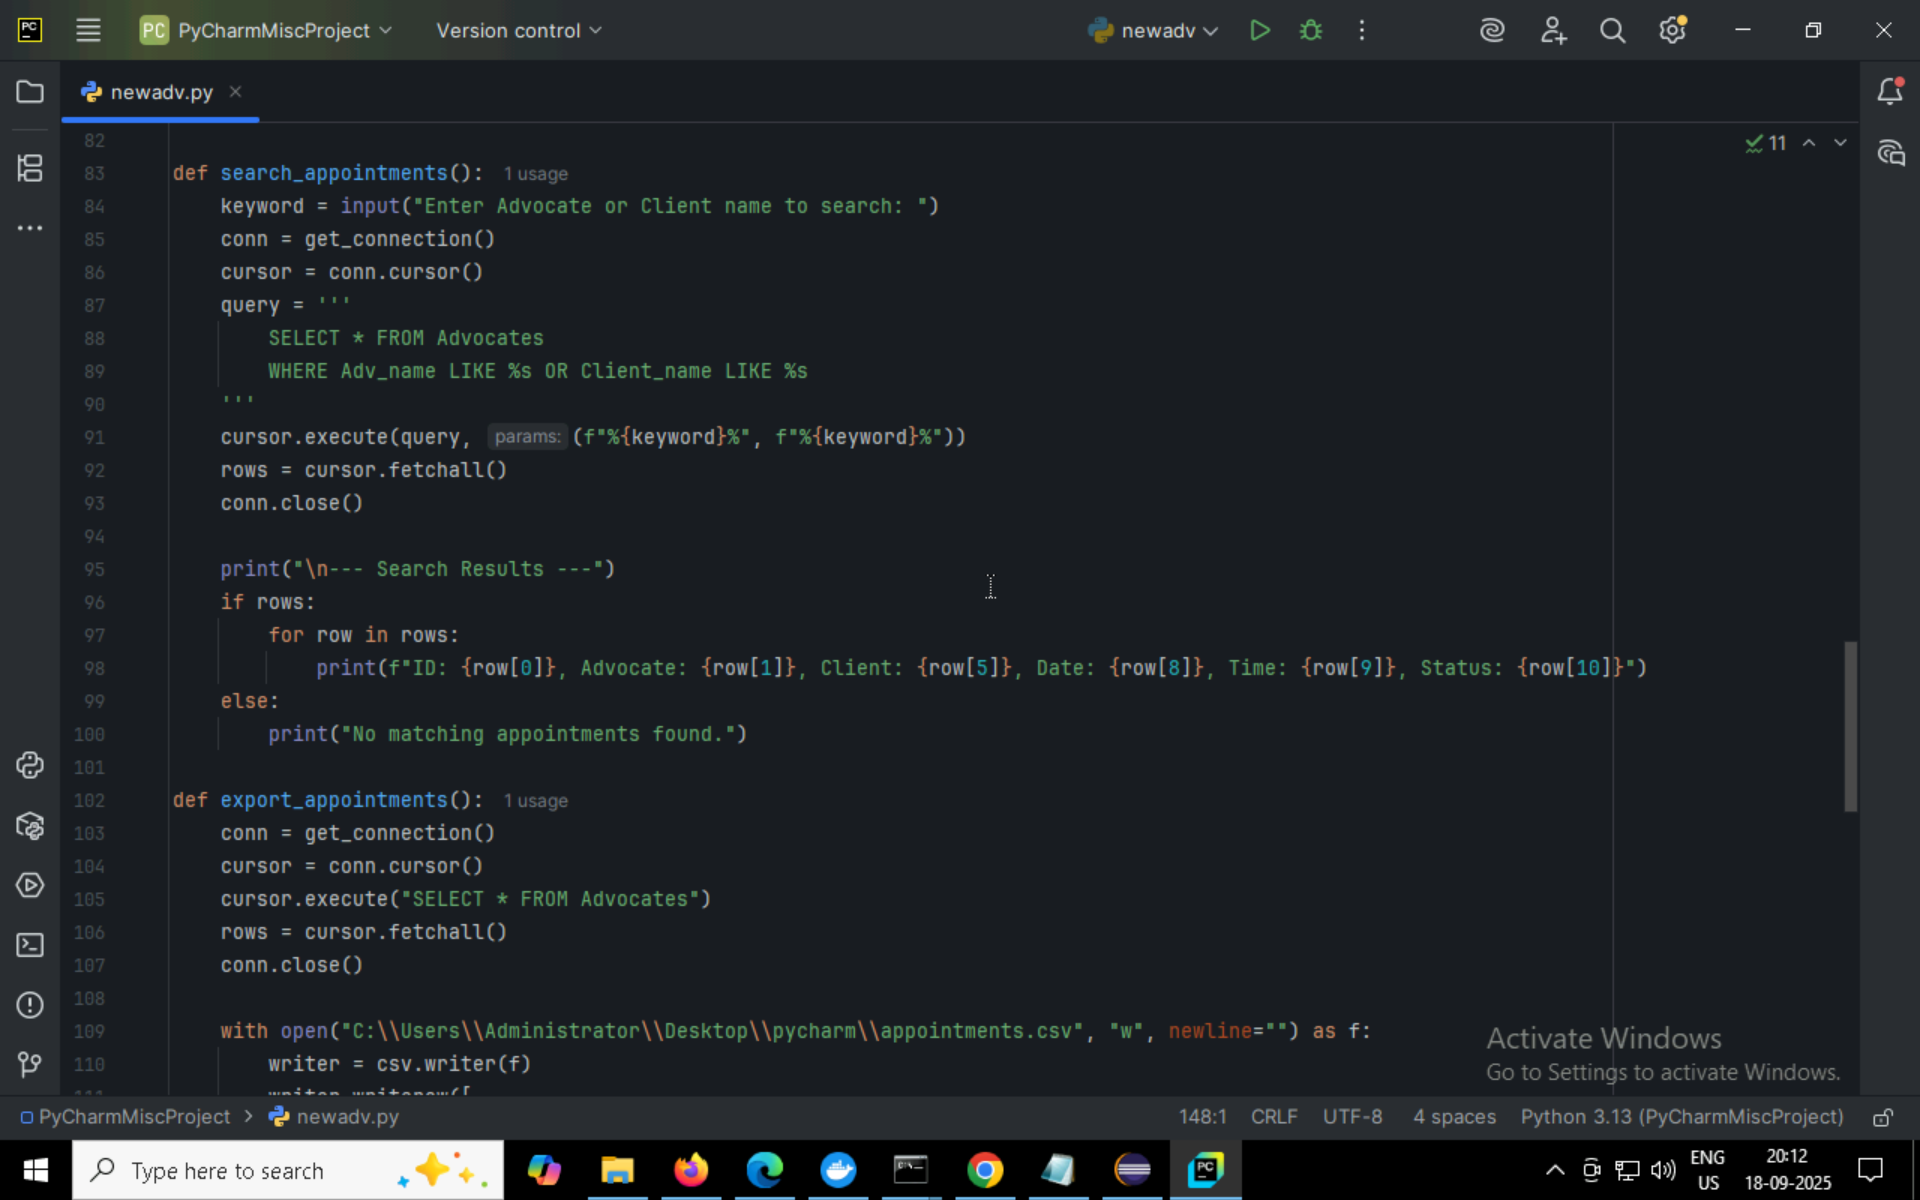 PC PC PyCharmMiscProject Version control newadv
newadv.py
82
11
83 def search_appointments(): 1 usage
84 keyword = input("Enter Advocate or Client name to search: ")
85 conn = get_connection()
86 cursor = conn.cursor()
87 query = '''
88 SELECT * FROM Advocates
89 WHERE Adv_name LIKE %s OR Client_name LIKE %s
90 '''
91 cursor.execute(query, params: (f"%{keyword}%", f"%{keyword}%"))
92 rows = cursor.fetchall()
93 conn.close()
94
95 print("\n--- Search Results ---")
96 if rows:
97 for row in rows:
98 print(f"ID: {row[0]}, Advocate: {row[1]}, Client: {row[5]}, Date: {row[8]}, Time: {row[9]}, Status: {row[10]}")
99 else:
100 print("No matching appointments found.")
101
102 def export_appointments(): 1 usage
103 conn = get_connection()
104 cursor = conn.cursor()
105 cursor.execute("SELECT * FROM Advocates")
106 rows = cursor.fetchall()
107 conn.close()
108
109 with open("C:\\Users\\Administrator\\Desktop\\pycharm\\appointments.csv", "w", newline="") as f:
110 writer = csv.writer(f)
Activate Windows
Go to Settings to activate Windows.
PyCharmMiscProject > newadv.py 148:1 CRLF UTF-8 4 spaces Python 3.13 (PyCharmMiscProject)
Type here to search
PC
ENG
US
20:12
18-09-2025